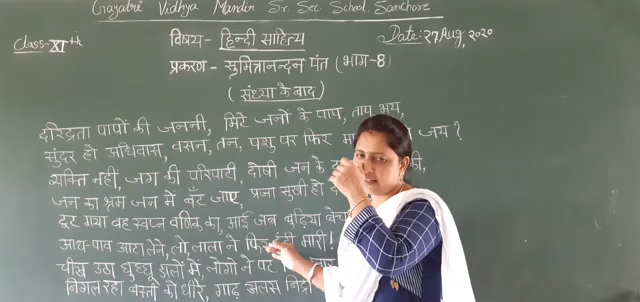 Gayatri Vidhya Mandir Sr. Sec School, Sanchore
Class-XIth
विषय- हिन्दी साहित्य
Date: 27 Aug, 2020
प्रकरण- सुमित्रानन्दन पंत (भाग-8)
(संध्या के बाद)
दरिद्रता पापों की जननी, मिटें जनों के पाप, ताप, भय,
सुंदर हों अधिवास, वसन, तन, पशु पर फिर जय?
व्यक्ति नहीं, जग की परिपाटी, दोषी जन के
जन का श्रम जन में बँट जाए, प्रजा सुखी हो
टूट गया वह स्वप्न वणिक का, आई जब बुढ़िया
आध-पाव आटा लेने, तो लाला ने फिर मारी!
चीख उठा घुघ्घू डालों में, लोगों ने पट
निगल रहा बस्ती को धीरे, गाढ़ अलस